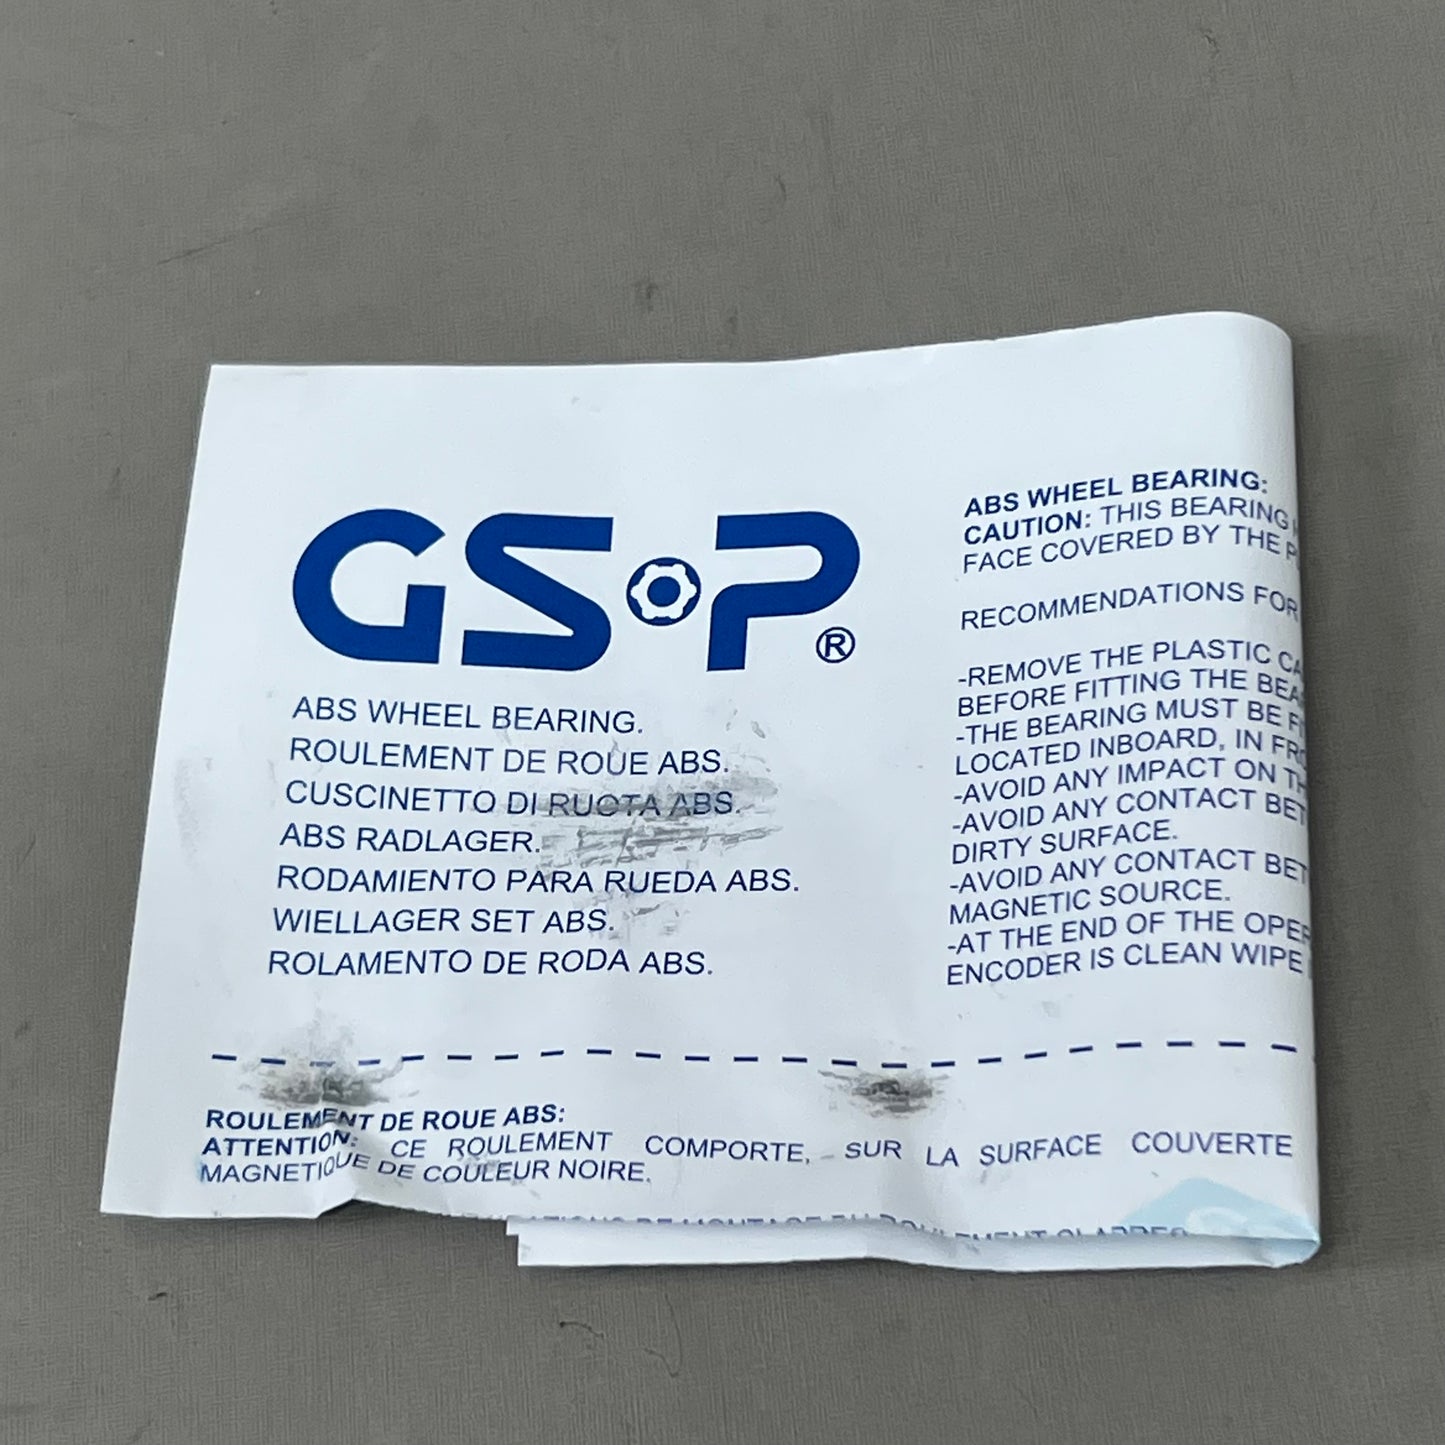 GSP®
ABS WHEEL BEARING.
ROULEMENT DE ROUE ABS.
CUSCINETTO DI RUOTA ABS.
ABS RADLAGER.
RODAMIENTO PARA RUEDA ABS.
WIELLAGER SET ABS.
ROLAMENTO DE RODA ABS.
ABS WHEEL BEARING:
CAUTION: THIS BEARING
FACE COVERED BY THE
RECOMMENDATIONS FOR
-REMOVE THE PLASTIC
BEFORE FITTING THE
-THE BEARING MUST BE
LOCATED INBOARD, IN
-AVOID ANY IMPACT ON
-AVOID ANY CONTACT
DIRTY SURFACE.
-AVOID ANY CONTACT
MAGNETIC SOURCE.
-AT THE END OF THE
ENCODER IS CLEAN WIPE
ROULEMENT DE ROUE ABS:
ATTENTION: CE ROULEMENT COMPORTE, SUR LA SURFACE COUVERTE
MAGNETIQUE DE COULEUR NOIRE.